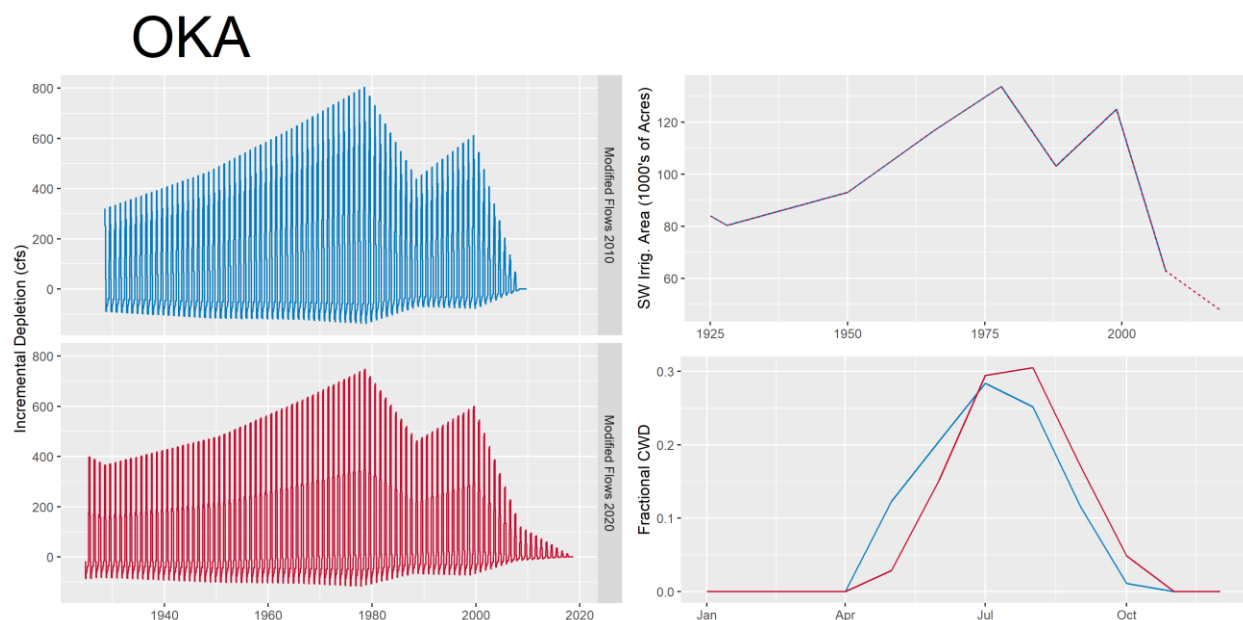 OKA
Incremental Depletion (cfs)
800
600
400
200
0
Modified Flows 2010
800
600
400
200
0
Modified Flows 2020
1940
1960
1980
2000
2020
SW Irrig. Area (1000's of Acres)
120
100
80
60
1925
1950
1975
2000
Fractional CWD
0.3
0.2
0.1
0.0
Jan
Apr
Jul
Oct